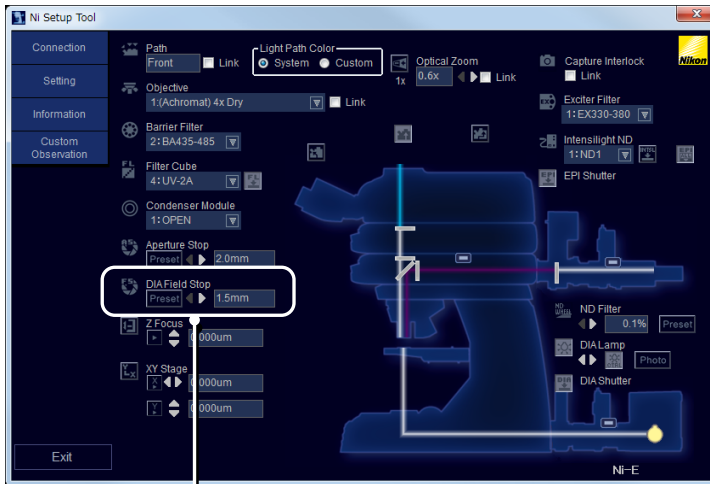 Ni Setup Tool
Connection
Setting
Information
Custom
Observation
Exit
Path
Front
Link
Light Path Color
System
Custom
Optical Zoom
1x
0.6x
Link
Capture Interlock
Link
Nikon
Objective
1:(Achromat) 4x Dry
Link
Exciter Filter
1:EX330-380
Barrier Filter
2:BA435-485
Intensilight ND
1:ND1
EPI Shutter
FL
Filter Cube
4:UV-2A
FL
Condenser Module
1:OPEN
Aperture Stop
Preset
2.0mm
DIA Field Stop
Preset
1.5mm
Z Focus
0.000um
XY Stage
X
0.000um
Y
0.000um
ND Filter
0.1%
Preset
DIA Lamp
Photo
DIA
DIA Shutter
Ni-E